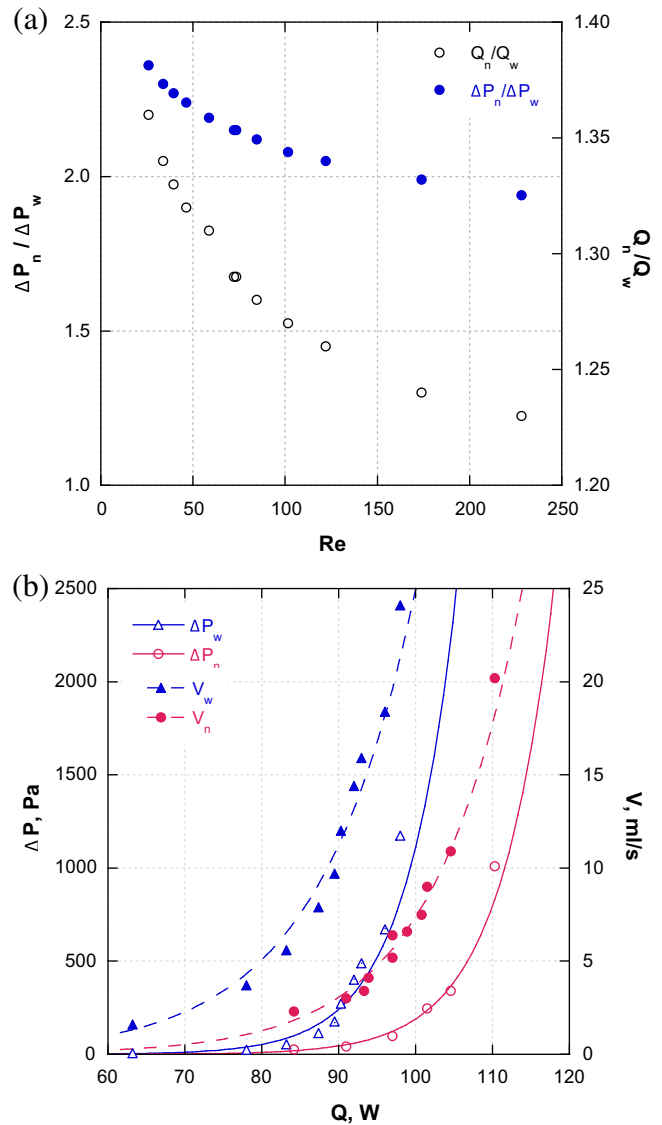 (a)
2.5
2.0
1.5
1.0
ΔP_n / ΔP_w
1.40
1.35
1.30
1.25
1.20
Q_n/Q_w
Q_n/Q_w
ΔP_n/ΔP_w
0 50 100 150 200 250
Re
(b)
2500
2000
1500
1000
500
0
ΔP, Pa
25
20
15
10
5
0
V, ml/s
ΔP_w
ΔP_n
V_w
V_n
60 70 80 90 100 110 120
Q, W